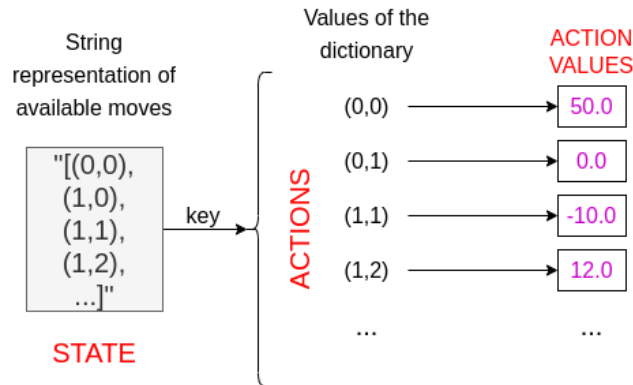 String
representation of
available moves
"[(0,0),
(1,0),
(1,1),
(1,2),
...]"
STATE
key
Values of the
dictionary
ACTIONS
(0,0)
(0,1)
(1,1)
(1,2)
...
ACTION
VALUES
50.0
0.0
-10.0
12.0
...